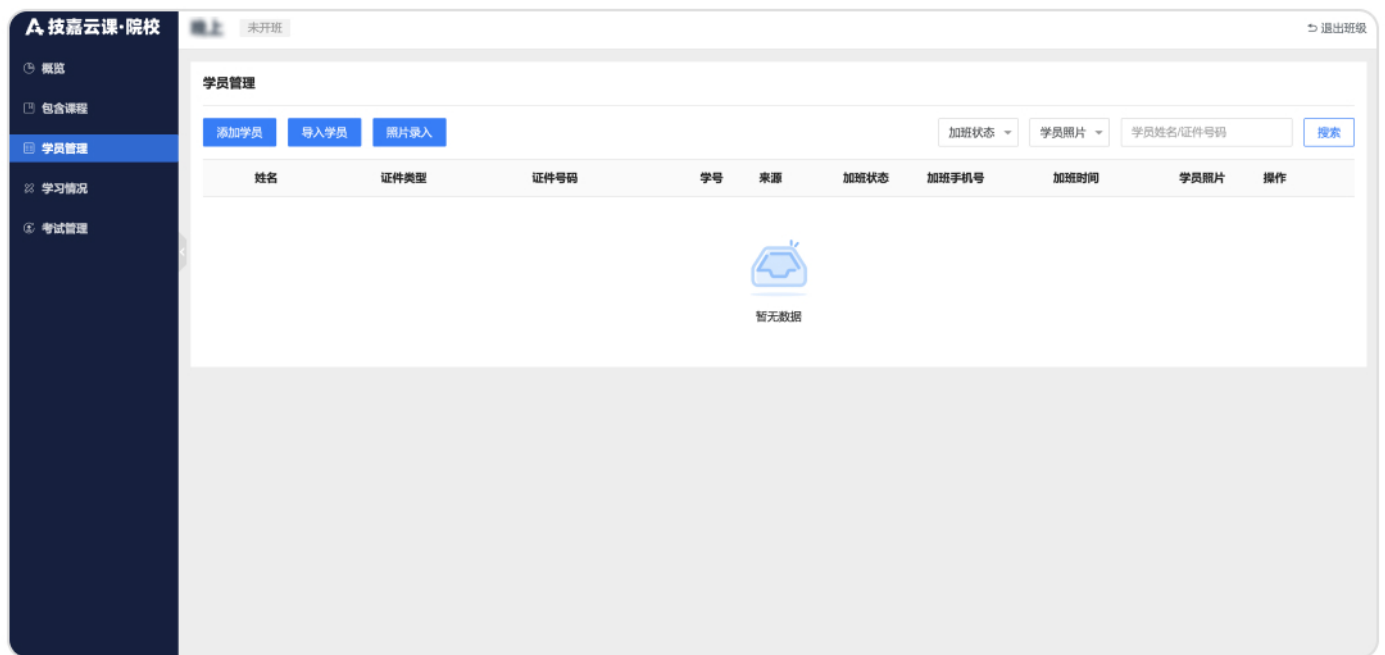 技嘉云课·院校
未开班
退出班级
概览
包含课程
学员管理
学习情况
考试管理
学员管理
添加学员 导入学员 照片录入 加班状态 学员照片 学员姓名/证件号码 搜索
姓名 证件类型 证件号码 学号 来源 加班状态 加班手机号 加班时间 学员照片 操作
暂无数据